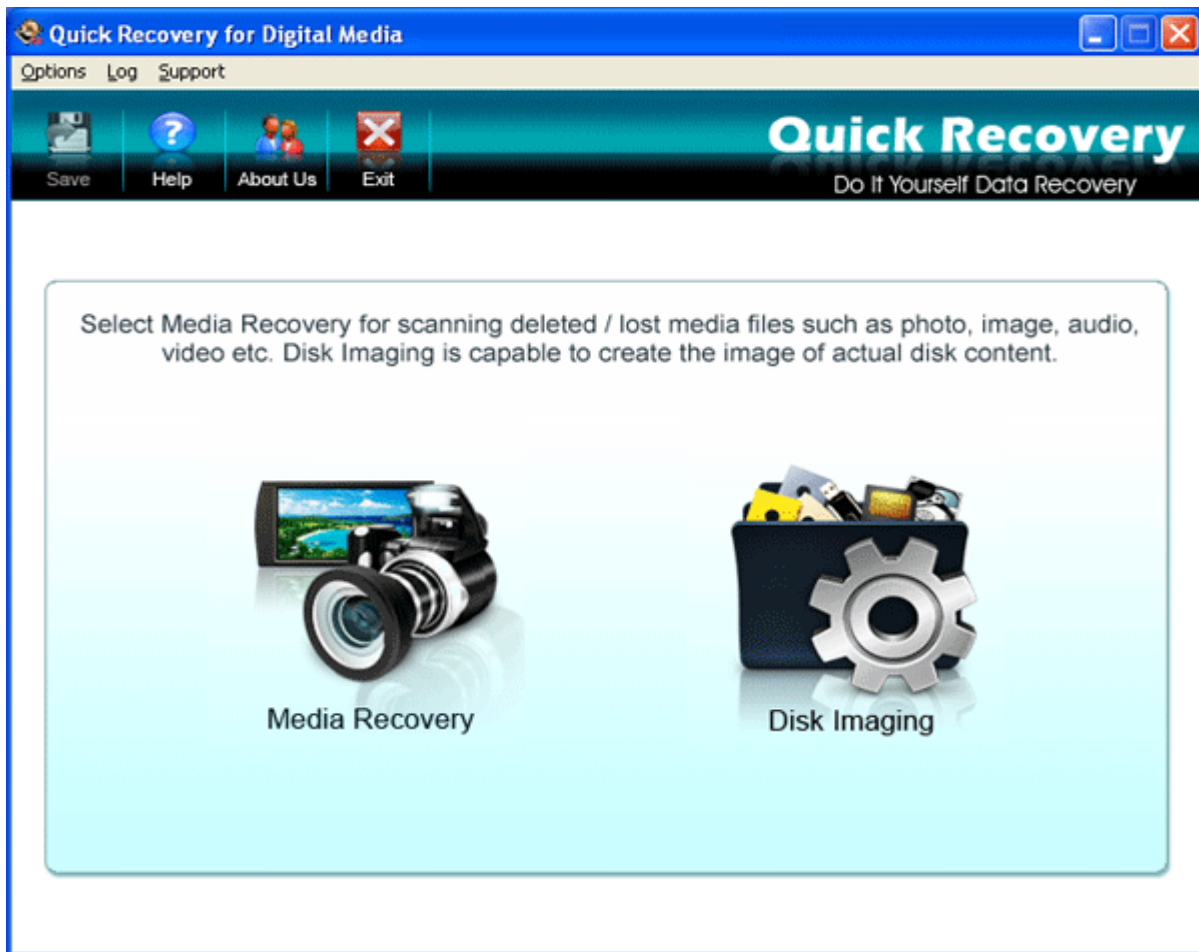 Quick Recovery for Digital Media
Options Log Support
Save Help About Us Exit
Quick Recovery
Do It Yourself Data Recovery
Select Media Recovery for scanning deleted / lost media files such as photo, image, audio,
video etc. Disk Imaging is capable to create the image of actual disk content.
Media Recovery Disk Imaging